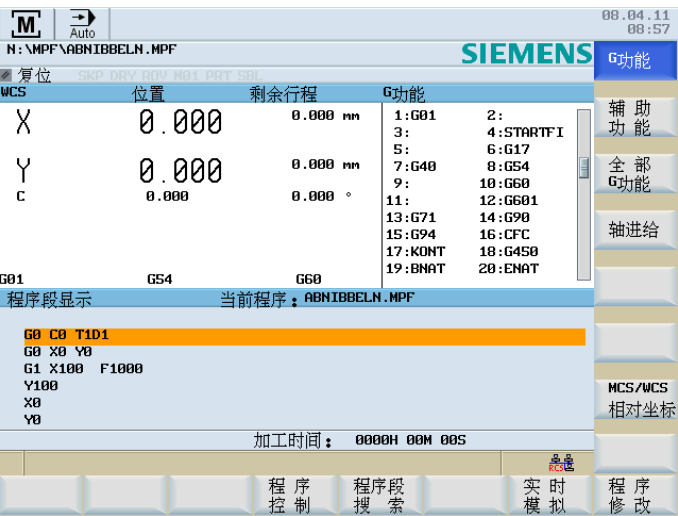 M Auto 08.04.11
08:57
N:\MPF\ABNIBBELN.MPF SIEMENS G功能
复位 SKP DRY ROV M01 PRT SBL
WCS 位置 剩余行程 G功能
X 0.000 0.000 mm
Y 0.000 0.000 mm
C 0.000 0.000 °
1:G01 2:
3: 4:STARTFI
5: 6:G17
7:G40 8:G54
9: 10:G60
11: 12:G601
13:G71 14:G90
15:G94 16:CFC
17:KONT 18:G450
19:BNAT 20:ENAT
G01 G54 G60
程序段显示 当前程序：ABNIBBELN.MPF
G0 C0 T1D1
G0 X0 Y0
G1 X100 F1000
Y100
X0
Y0
加工时间： 0000H 00M 00S
RCS
辅 助
功 能
全 部
G功能
轴进给
MCS/WCS
相对坐标
程 序
控 制
程序段
搜 索
实 时
模 拟
程 序
修 改